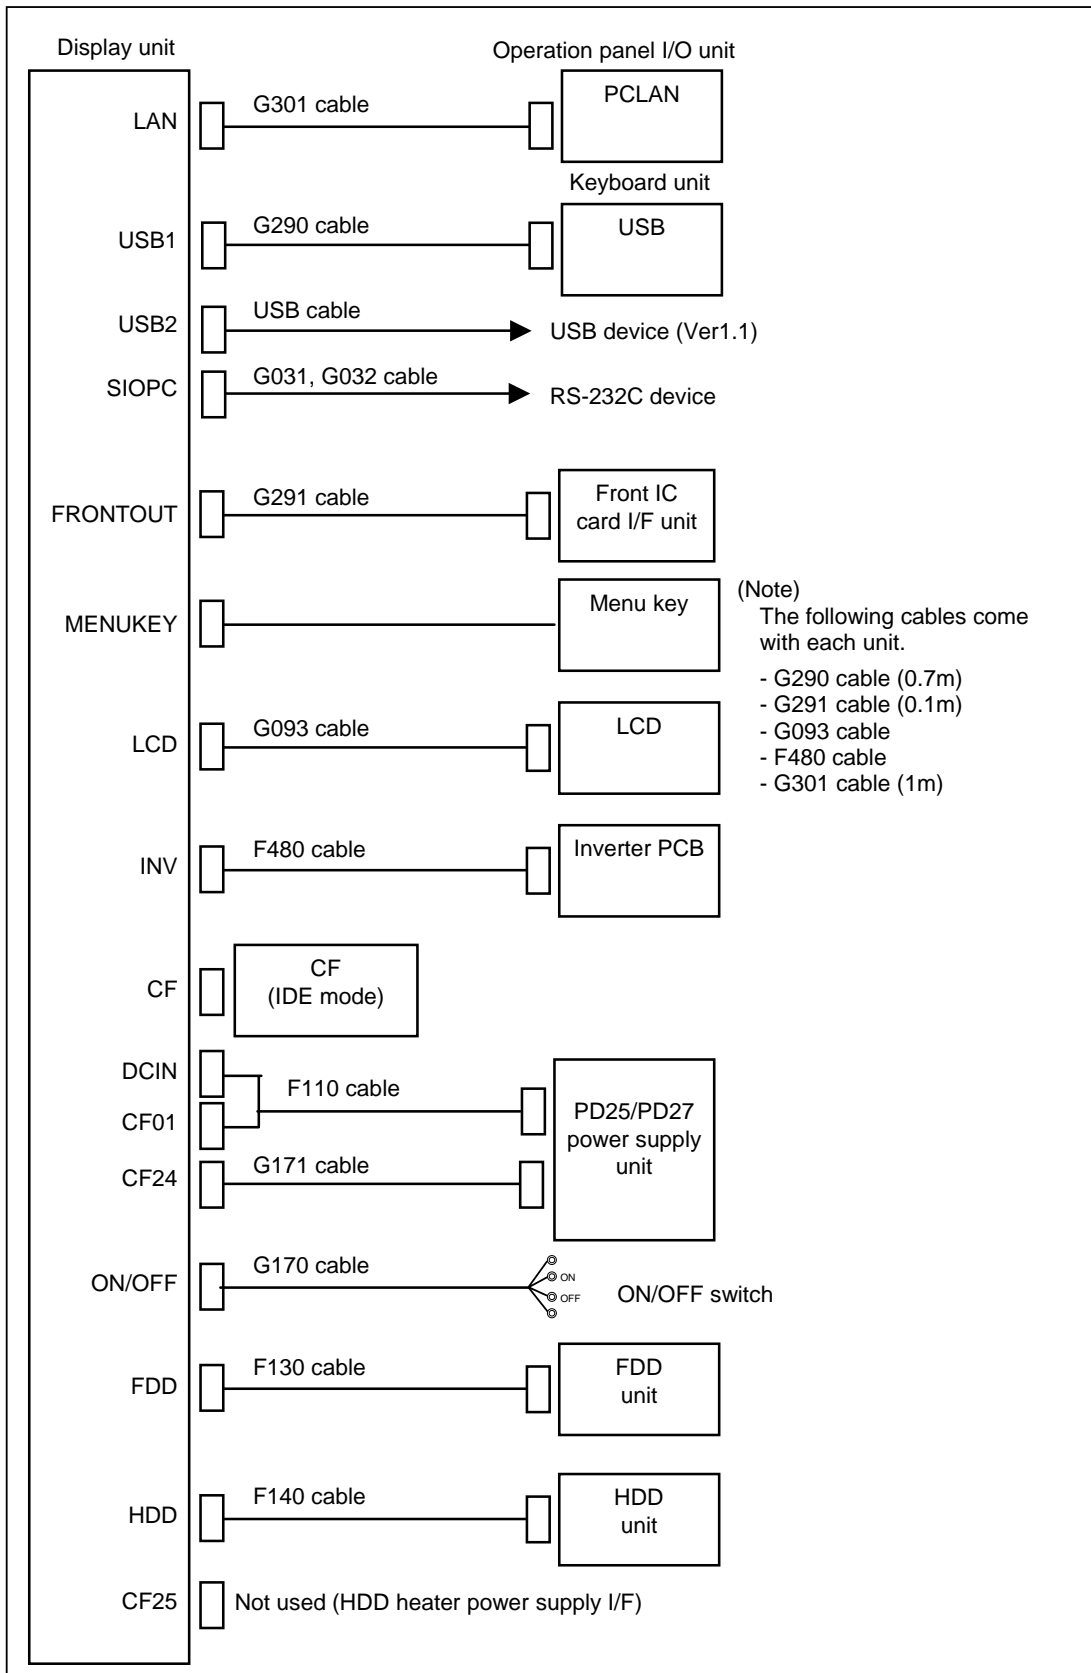 Display unit
Operation panel I/O unit
LAN
G301 cable
PCLAN
Keyboard unit
USB1
G290 cable
USB
USB2
USB cable
USB device (Ver1.1)
SIOPC
G031, G032 cable
RS-232C device
FRONTOUT
G291 cable
Front IC
card I/F unit
MENUKEY
Menu key
(Note)
The following cables come
with each unit.
- G290 cable (0.7m)
- G291 cable (0.1m)
- G093 cable
- F480 cable
- G301 cable (1m)
LCD
G093 cable
LCD
INV
F480 cable
Inverter PCB
CF
CF
(IDE mode)
DCIN
CF01
F110 cable
PD25/PD27
power supply
unit
CF24
G171 cable
ON/OFF
G170 cable
ON
OFF
ON/OFF switch
FDD
F130 cable
FDD
unit
HDD
F140 cable
HDD
unit
CF25
Not used (HDD heater power supply I/F)